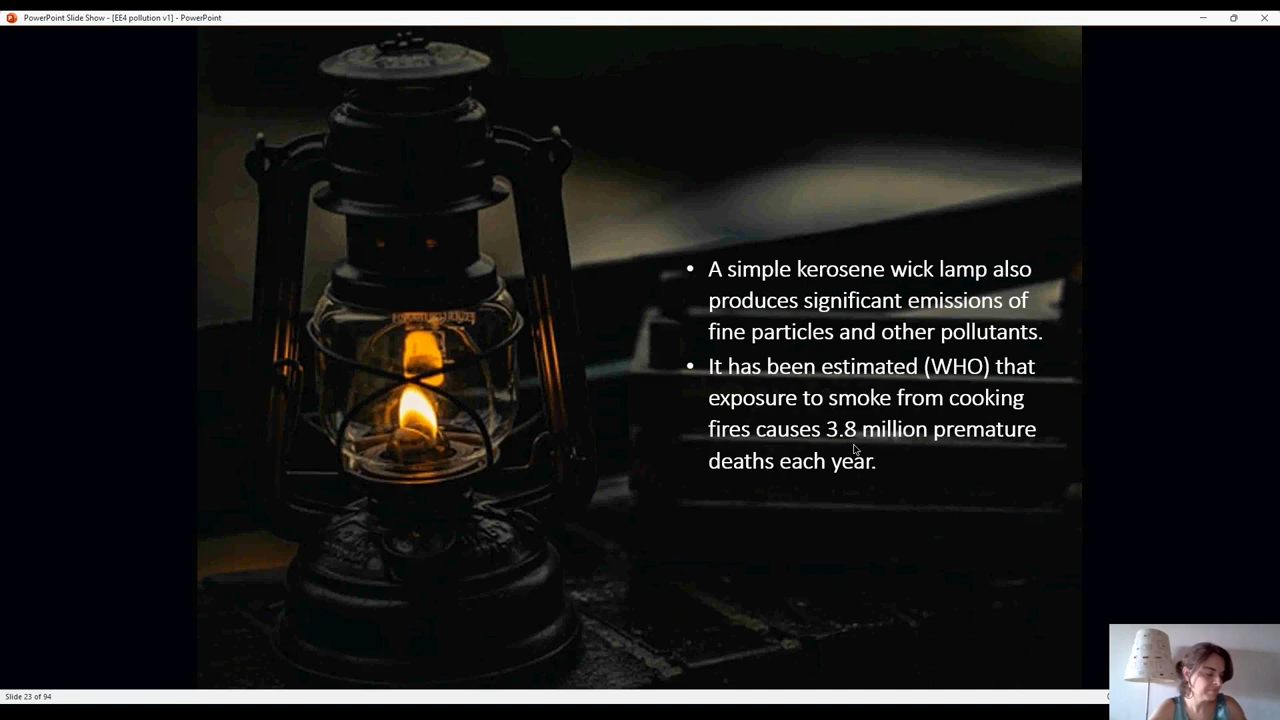 PowerPoint Slide Show - [EE4 pollution v1] - PowerPoint
• A simple kerosene wick lamp also
produces significant emissions of
fine particles and other pollutants.
• It has been estimated (WHO) that
exposure to smoke from cooking
fires causes 3.8 million premature
deaths each year.
Slide 23 of 94